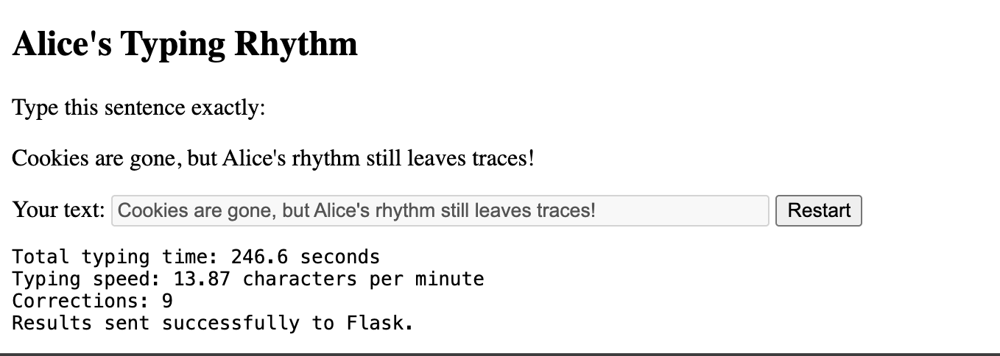 Alice's Typing Rhythm
Type this sentence exactly:
Cookies are gone, but Alice's rhythm still leaves traces!
Your text: Cookies are gone, but Alice's rhythm still leaves traces! Restart
Total typing time: 246.6 seconds
Typing speed: 13.87 characters per minute
Corrections: 9
Results sent successfully to Flask.